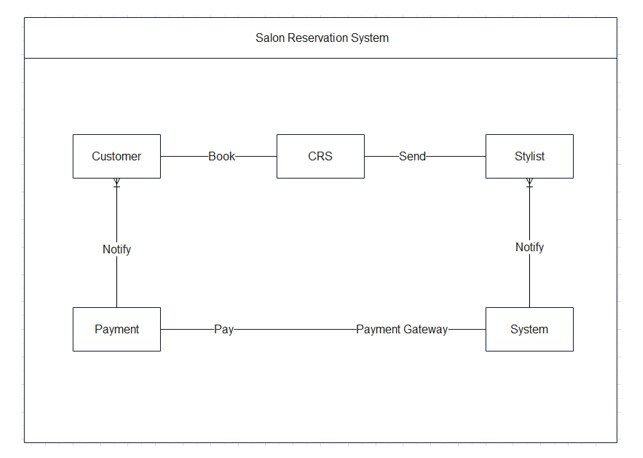 Salon Reservation System
Customer
Book
CRS
Send
Stylist
Notify
Notify
Payment
Pay
Payment Gateway
System